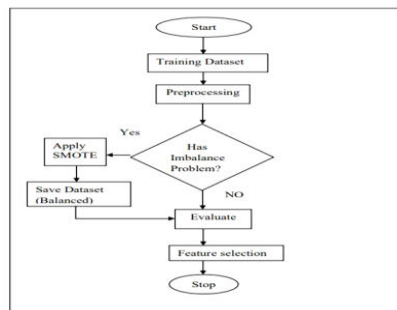 Start
Training Dataset
Preprocessing
Yes
Has
Imbalance
Problem?
Apply
SMOTE
Save Dataset
(Balanced)
NO
Evaluate
Feature selection
Stop